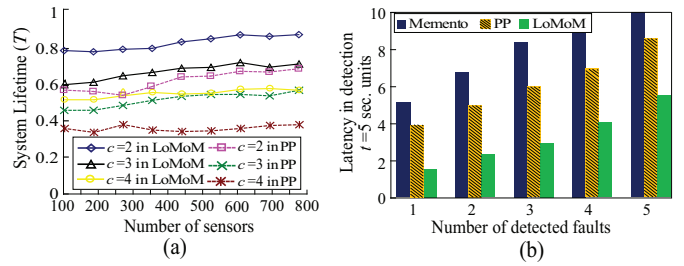 System Lifetime (T)
1
0.8
0.6
0.4
0.2
0
c=2 in LoMoM
c=2 in PP
c=3 in LoMoM
c=3 in PP
c=4 in LoMoM
c=4 in PP
100 200 300 400 500 600 700 800
Number of sensors
(a)
Latency in detection
t=5 sec. units
10
8
6
4
2
0
Memento PP LoMoM
1 2 3 4 5
Number of detected faults
(b)